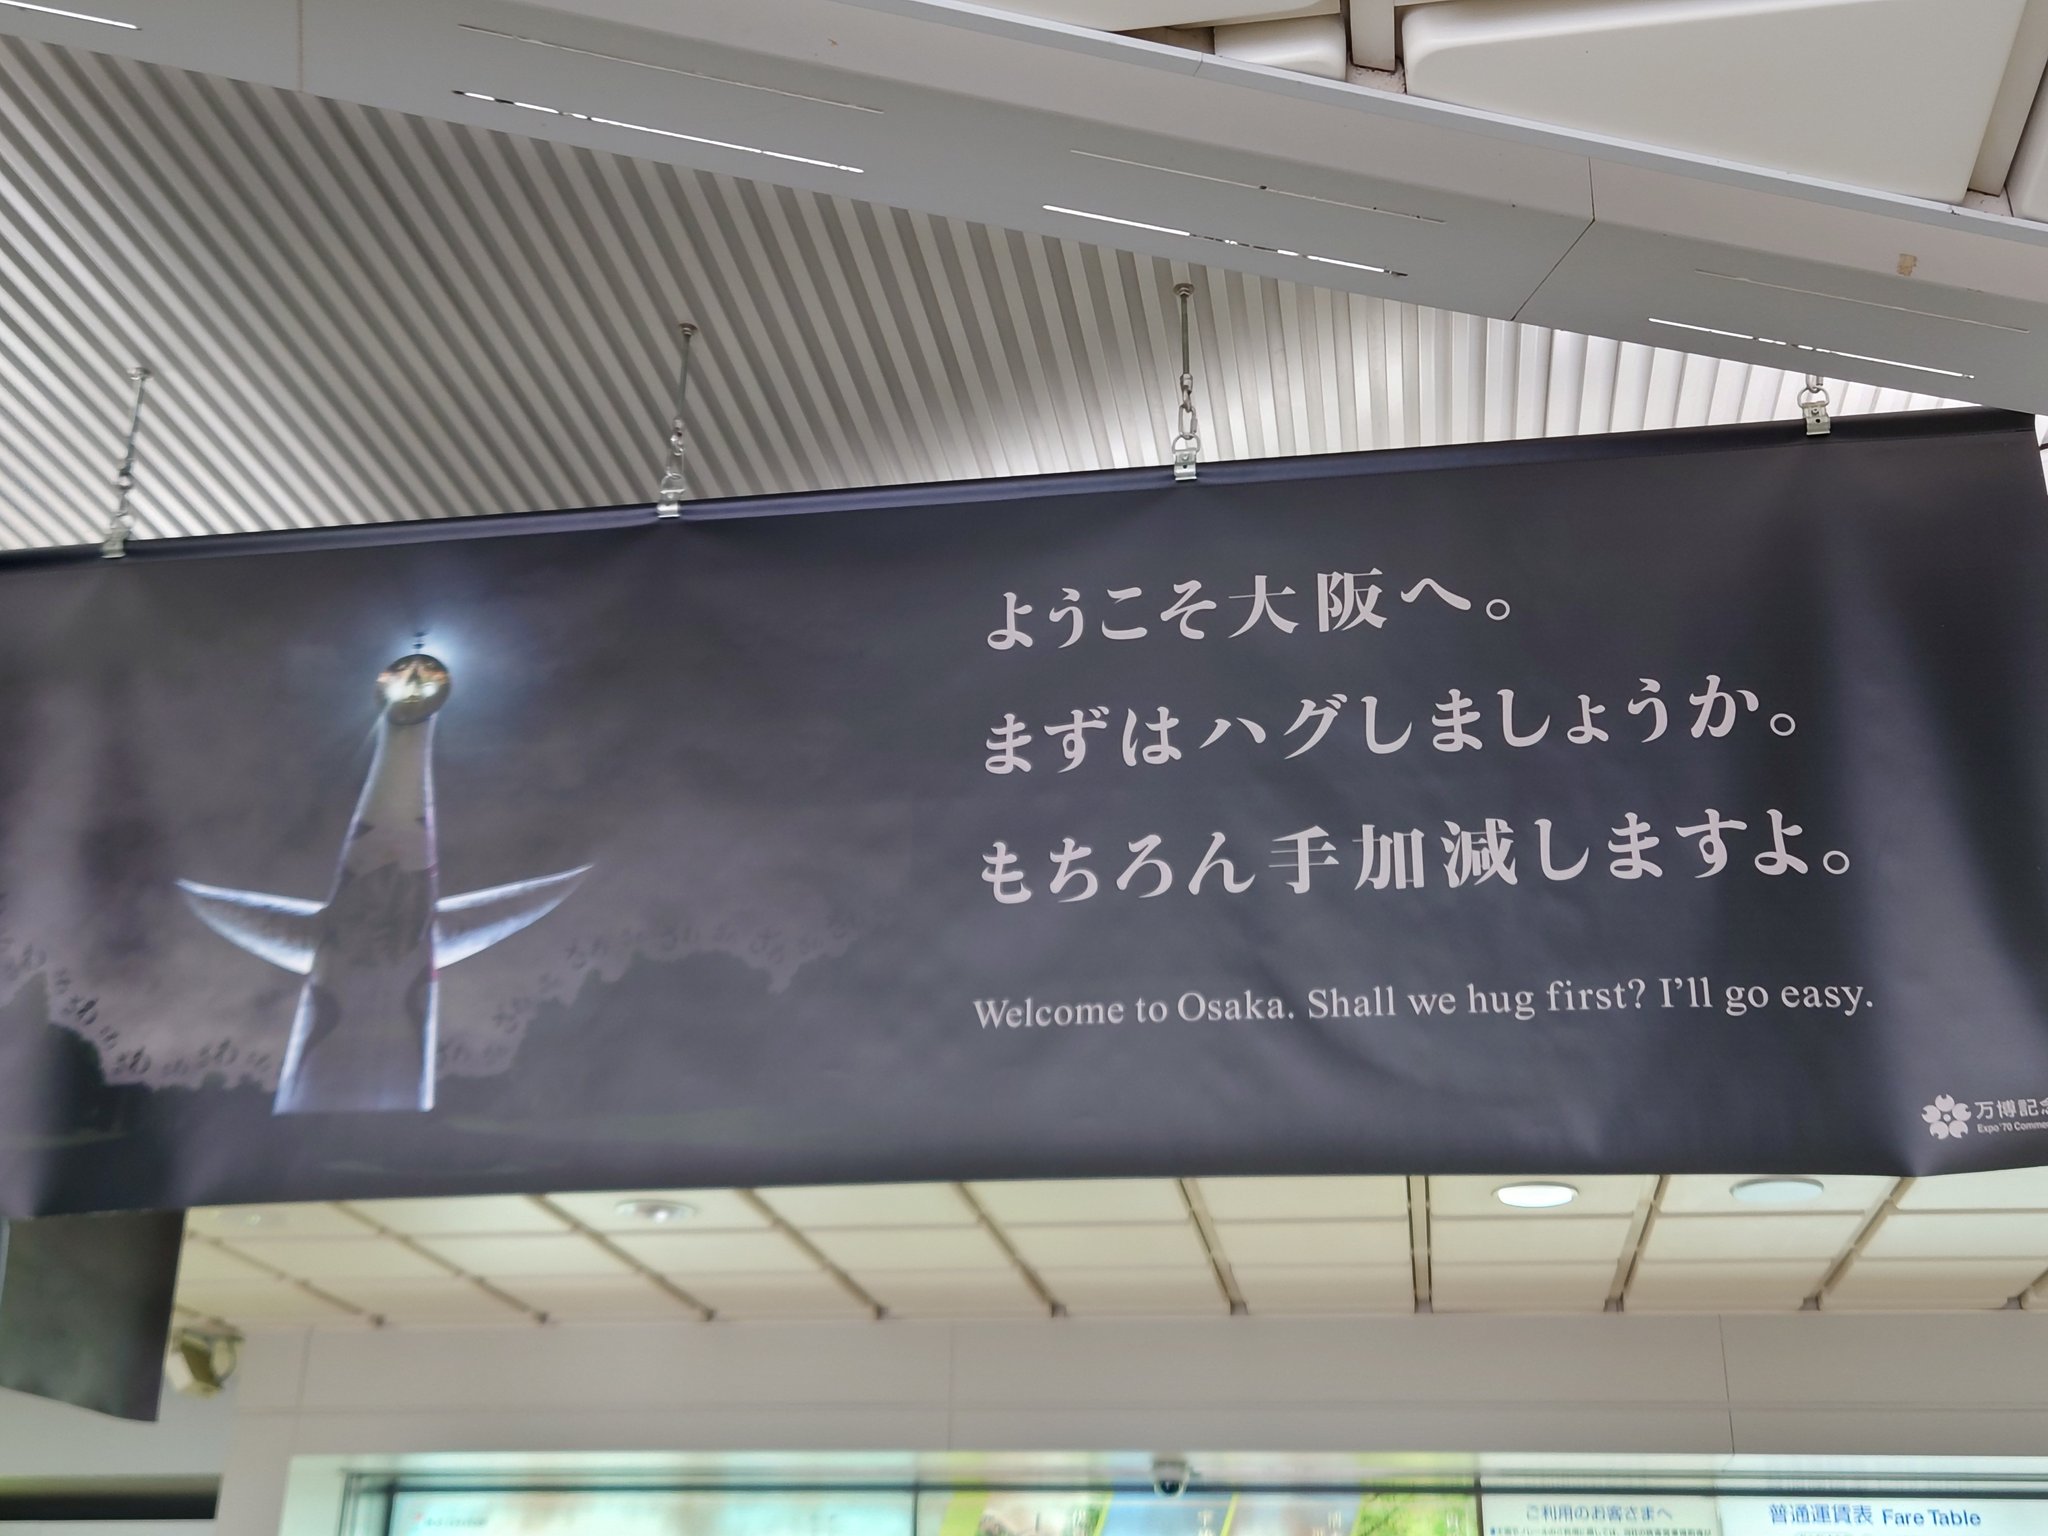 ようこそ大阪へ。
まずはハグしましょうか。
もちろん手加減しますよ。
Welcome to Osaka. Shall we hug first? I'll go easy.
万博記念
Expo'70
ご利用のお客さまへ
普通運賃表 Fare Table